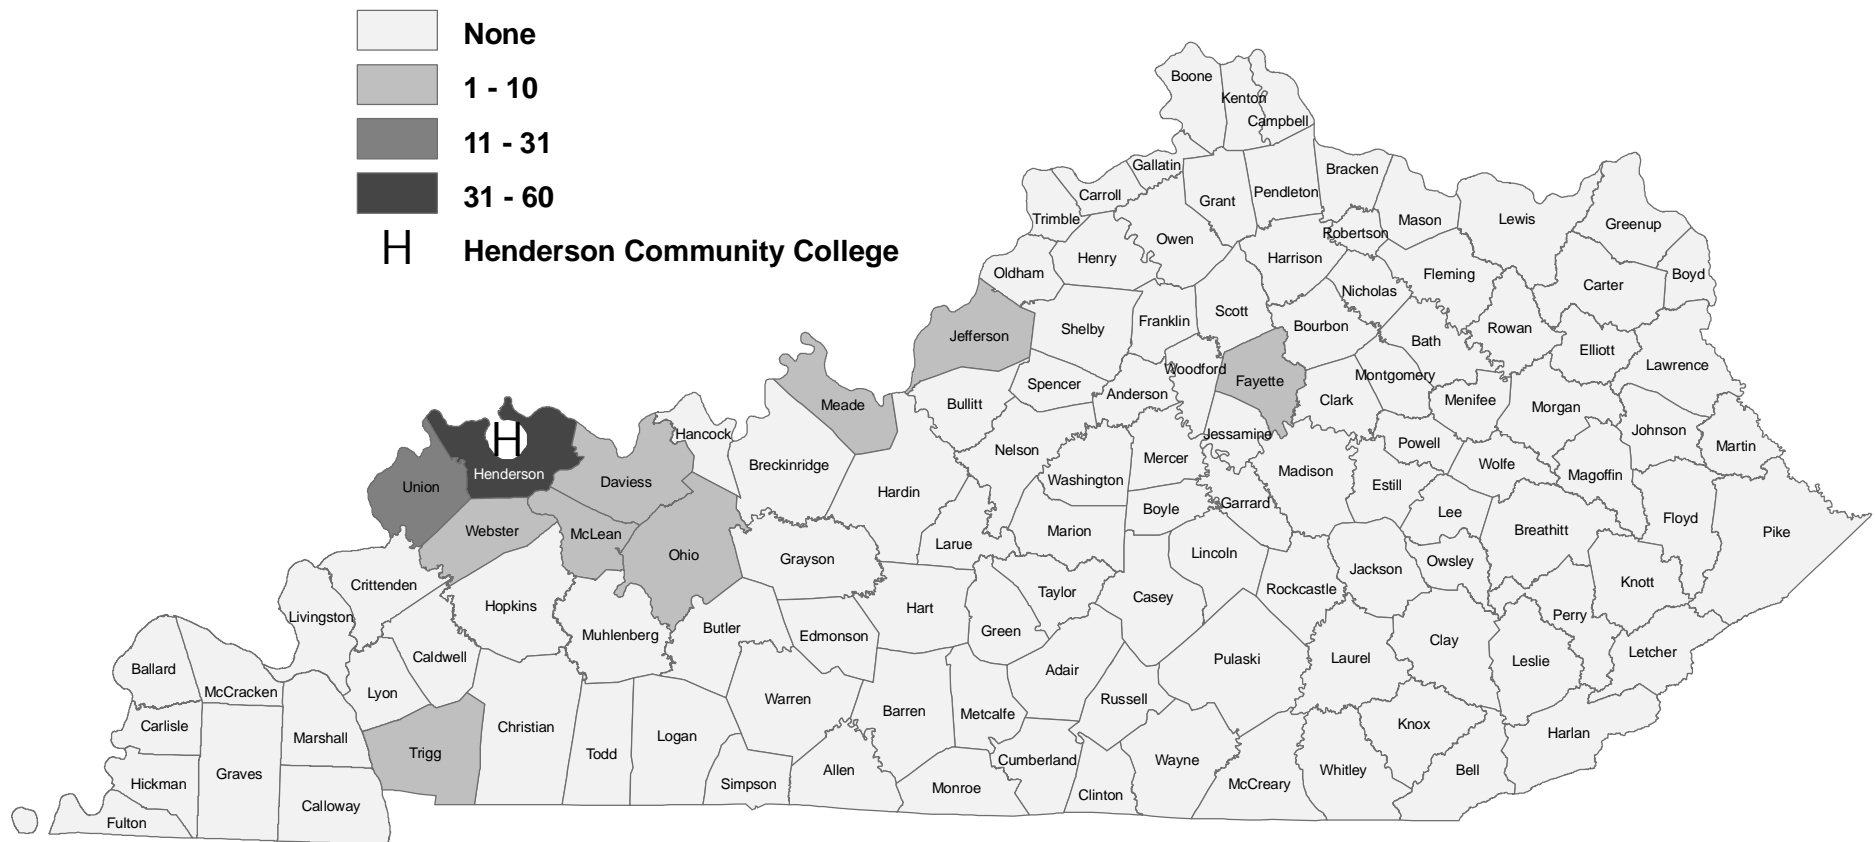 None
1 - 10
11 - 31
31 - 60
H Henderson Community College
Boone
Kenton
Campbell
Gallatin
Carroll
Trimble
Grant
Pendleton
Bracken
Mason
Lewis
Greenup
Robertson
Owen
Henry
Oldham
Harrison
Fleming
Nicholas
Carter
Boyd
Jefferson
Shelby
Franklin
Scott
Bourbon
Bath
Rowan
Elliott
Lawrence
Woodford
Fayette
Montgomery
Spencer
Anderson
Clark
Menifee
Morgan
Meade
Bullitt
Johnson
Martin
Hancock
Jessamine
Powell
H
Henderson
Breckinridge
Nelson
Mercer
Madison
Wolfe
Magoffin
Union
Daviess
Hardin
Washington
Estill
Webster
McLean
Boyle
Garrard
Lee
Breathitt
Floyd
Pike
Ohio
Grayson
Larue
Marion
Lincoln
Jackson
Owsley
Knott
Crittenden
Hopkins
Hart
Taylor
Casey
Rockcastle
Perry
Livingston
Muhlenberg
Butler
Edmonson
Green
Clay
Leslie
Letcher
Ballard
McCracken
Caldwell
Lyon
Warren
Adair
Pulaski
Laurel
Carlisle
Marshall
Christian
Todd
Logan
Barren
Metcalfe
Russell
Knox
Harlan
Hickman
Graves
Trigg
Simpson
Allen
Monroe
Cumberland
Wayne
McCreary
Whitley
Bell
Fulton
Calloway
Clinton